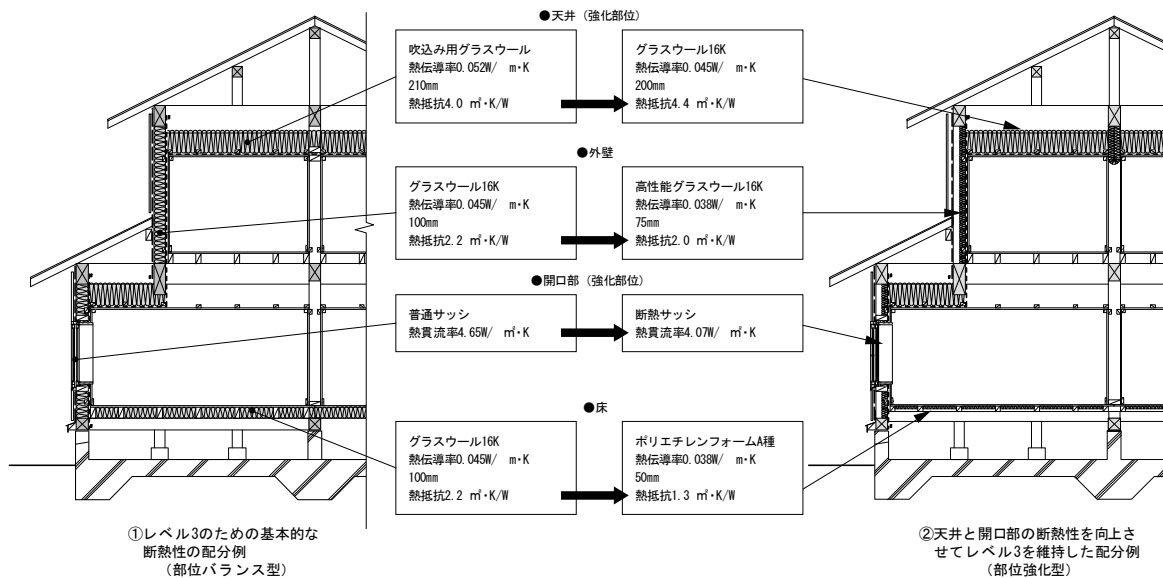 ●天井（強化部位）
吹込み用グラスウール
熱伝導率0.052W/ m・K
210mm
熱抵抗4.0 ㎡・K/W
グラスウール16K
熱伝導率0.045W/ m・K
200mm
熱抵抗4.4 ㎡・K/W
●外壁
グラスウール16K
熱伝導率0.045W/ m・K
100mm
熱抵抗2.2 ㎡・K/W
高性能グラスウール16K
熱伝導率0.038W/ m・K
75mm
熱抵抗2.0 ㎡・K/W
●開口部（強化部位）
普通サッシ
熱貫流率4.65W/ ㎡・K
断熱サッシ
熱貫流率4.07W/ ㎡・K
●床
グラスウール16K
熱伝導率0.045W/ m・K
100mm
熱抵抗2.2 ㎡・K/W
ポリエチレンフォームA種
熱伝導率0.038W/ m・K
50mm
熱抵抗1.3 ㎡・K/W
①レベル3のための基本的な
断熱性の配分例
（部位バランス型）
②天井と開口部の断熱性を向上さ
せてレベル3を維持した配分例
（部位強化型）